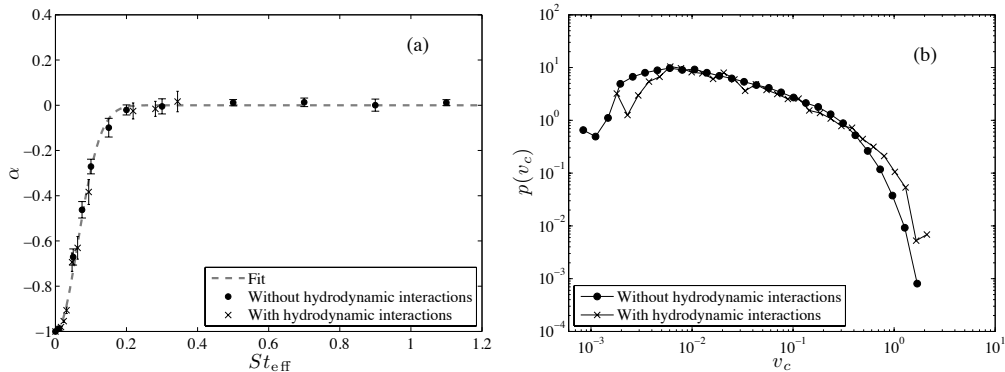 (a)
0.4
0.2
0
-0.2
-0.4
-0.6
-0.8
-1
α
0 0.2 0.4 0.6 0.8 1 1.2
St_eff
Fit
Without hydrodynamic interactions
With hydrodynamic interactions
(b)
10^2
10^1
10^0
10^-1
10^-2
10^-3
10^-4
p(v_c)
10^-3 10^-2 10^-1 10^0 10^1
v_c
Without hydrodynamic interactions
With hydrodynamic interactions